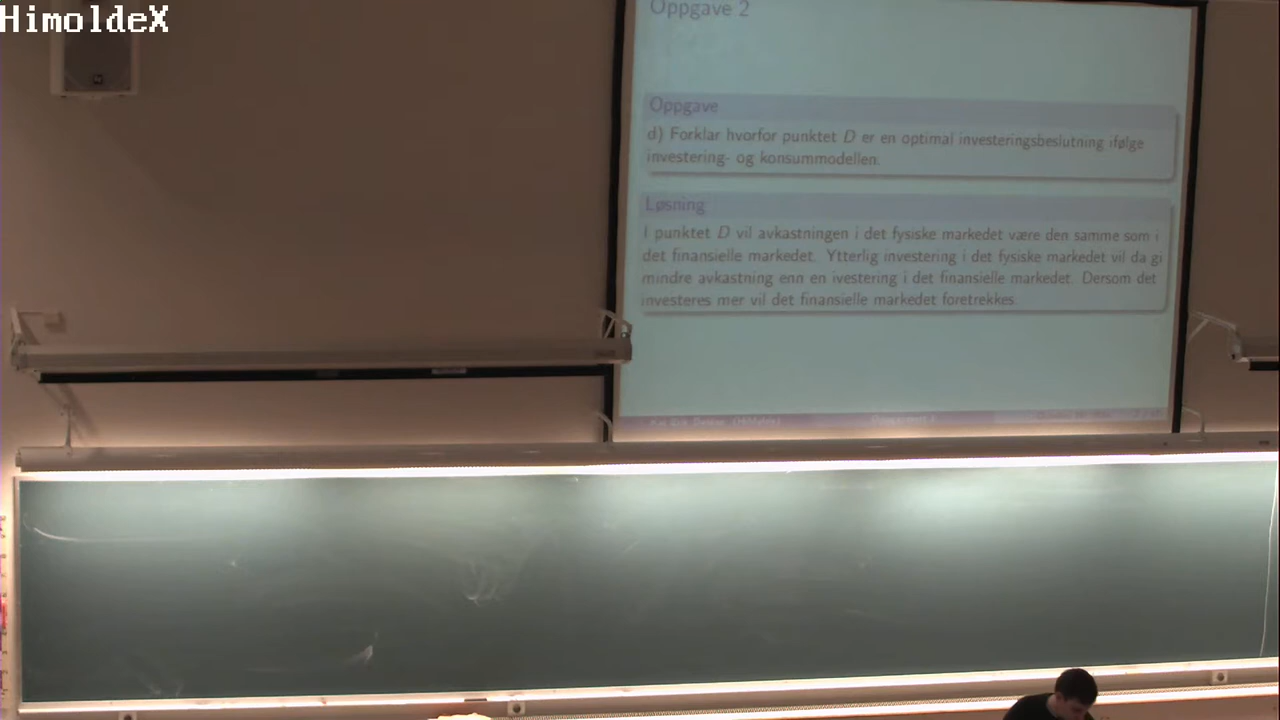 HimoldeX
Oppgave 2
Oppgave
d) Forklar hvorfor punktet D er en optimal investeringsbeslutning ifølge
investering- og konsummodellen.
Løsning
I punktet D vil avkastningen i det fysiske markedet være den samme som i
det finansielle markedet. Ytterlig investering i det fysiske markedet vil da gi
mindre avkastning enn en ivestering i det finansielle markedet. Dersom det
investeres mer vil det finansielle markedet foretrekkes.